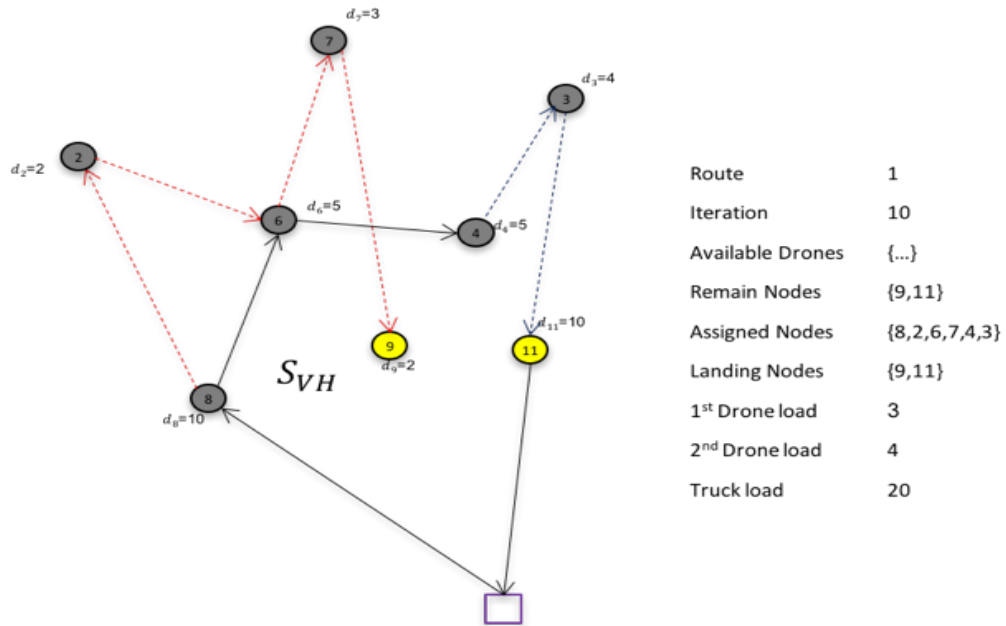 d₇=3
7
d₃=4
3
2
d₂=2
d₆=5
6
4
d₄=5
d₁₁=10
9
11
d₉=2
S_VH
8
d₈=10
Route 1
Iteration 10
Available Drones {...}
Remain Nodes {9,11}
Assigned Nodes {8,2,6,7,4,3}
Landing Nodes {9,11}
1st Drone load 3
2nd Drone load 4
Truck load 20